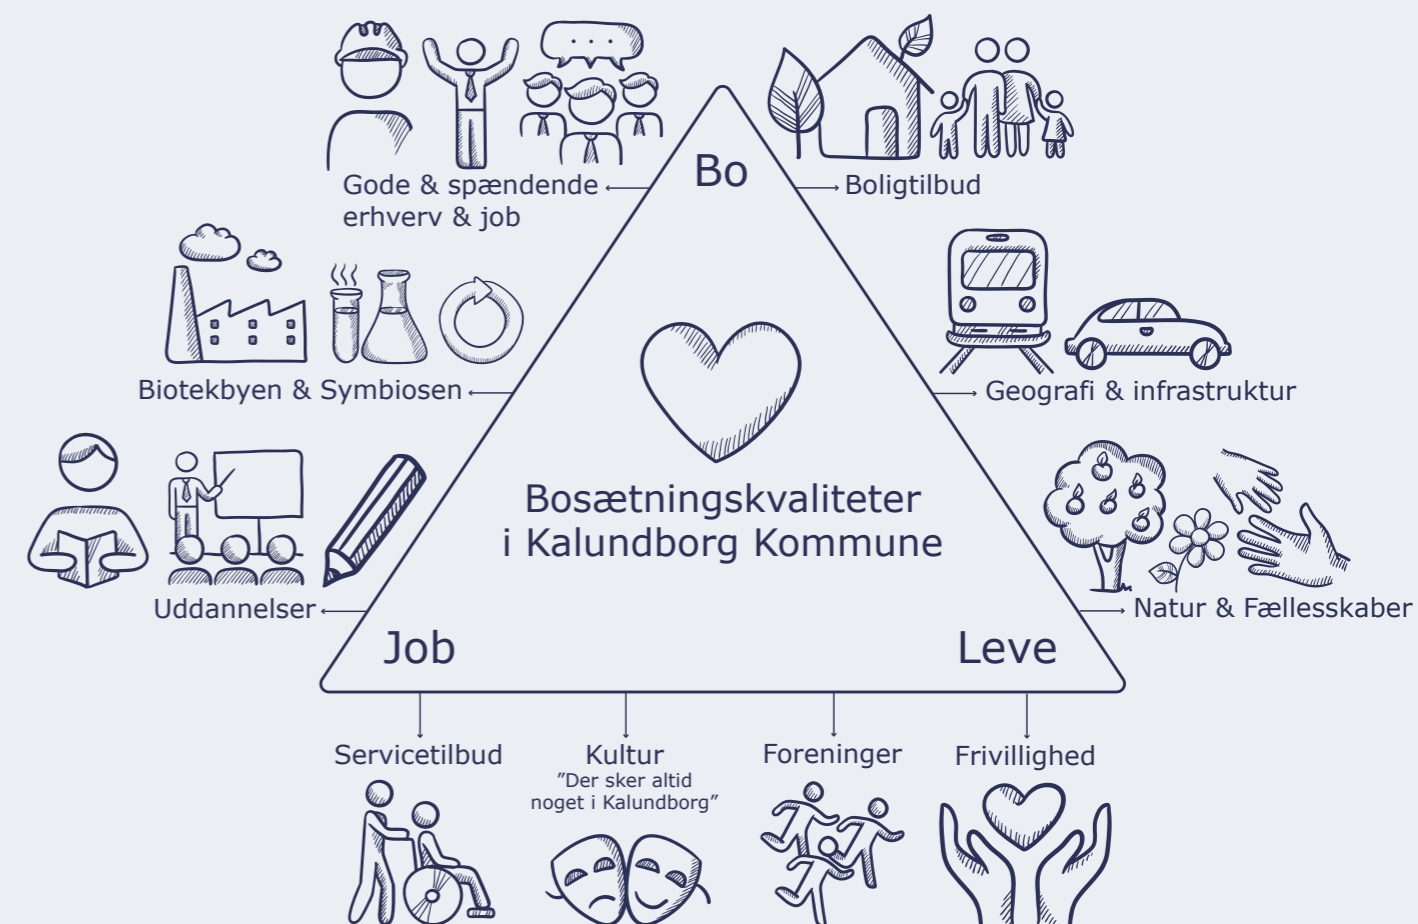 Bo
Gode & spændende
erhverv & job
Boligtilbud
Biotekbyen & Symbiosen
Geografi & infrastruktur
Bosætningskvaliteter
i Kalundborg Kommune
Uddannelser
Natur & Fællesskaber
Job
Leve
Servicetilbud
Kultur
”Der sker altid
noget i Kalundborg”
Foreninger
Frivillighed